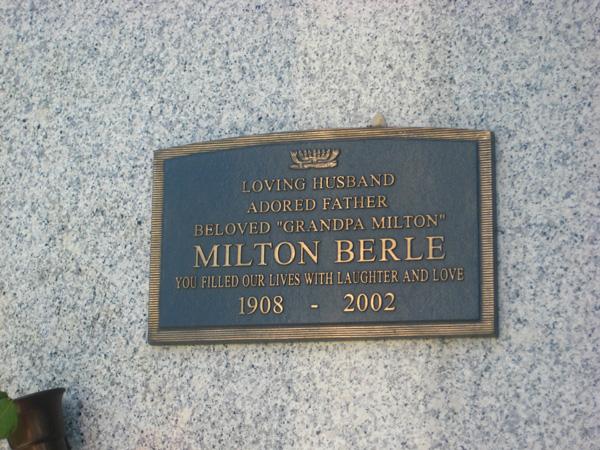 LOVING HUSBAND
ADORED FATHER
BELOVED "GRANDPA MILTON"
MILTON BERLE
YOU FILLED OUR LIVES WITH LAUGHTER AND LOVE
1908 - 2002